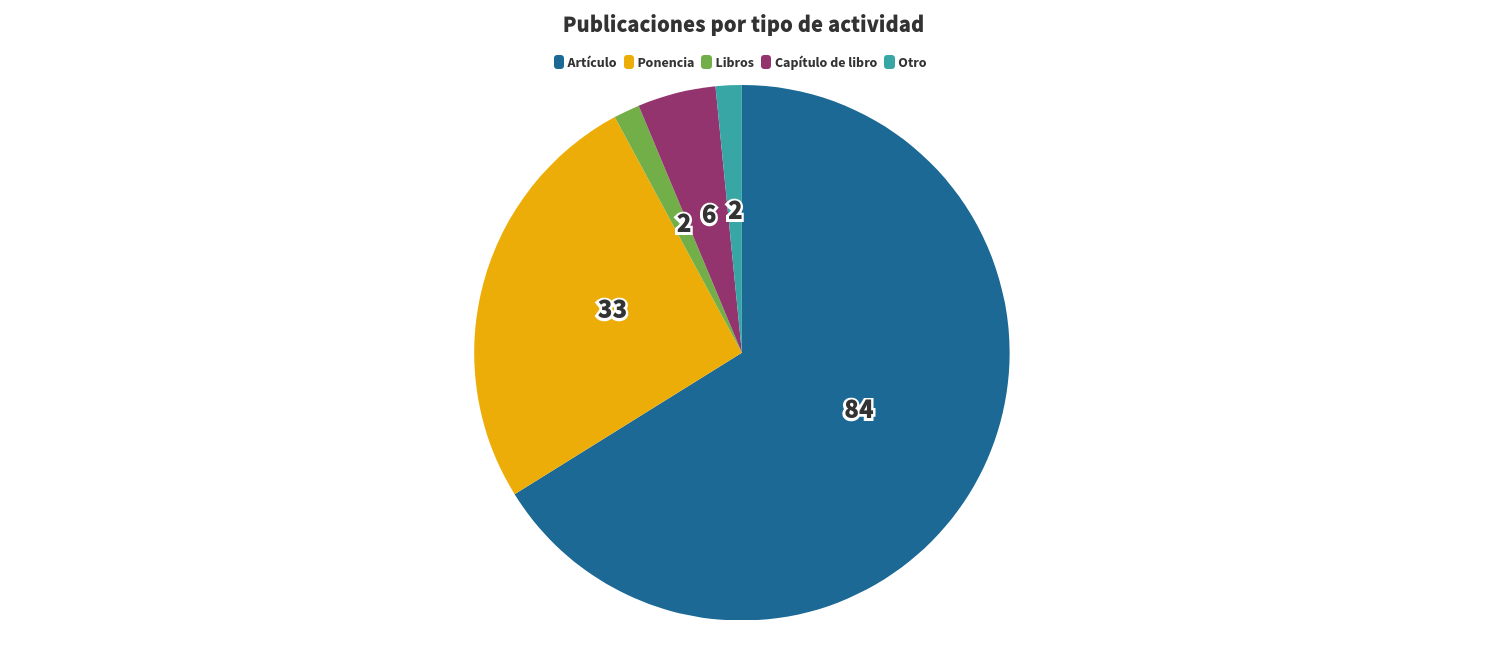 Publicaciones por tipo de actividad
Artículo Ponencia Libros Capítulo de libro Otro
2 6 2
33
84